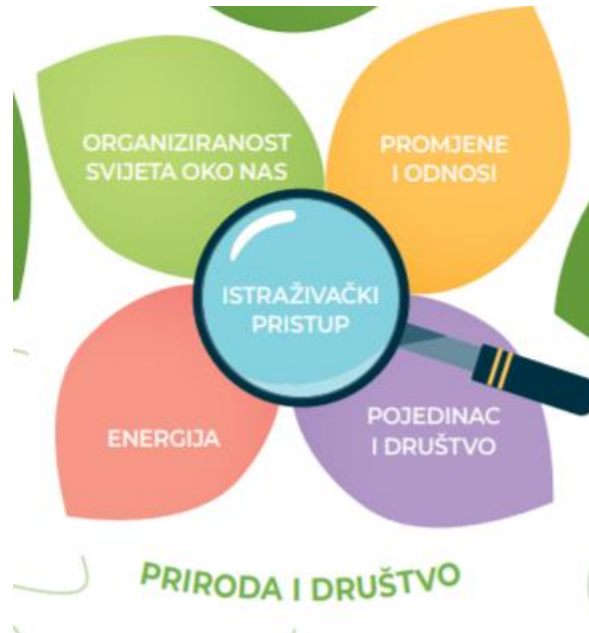 ORGANIZIRANOST
SVIJETA OKO NAS
PROMJENE
I ODNOSI
ISTRAŽIVAČKI
PRISTUP
ENERGIJA
POJEDINAC
I DRUŠTVO
PRIRODA I DRUŠTVO